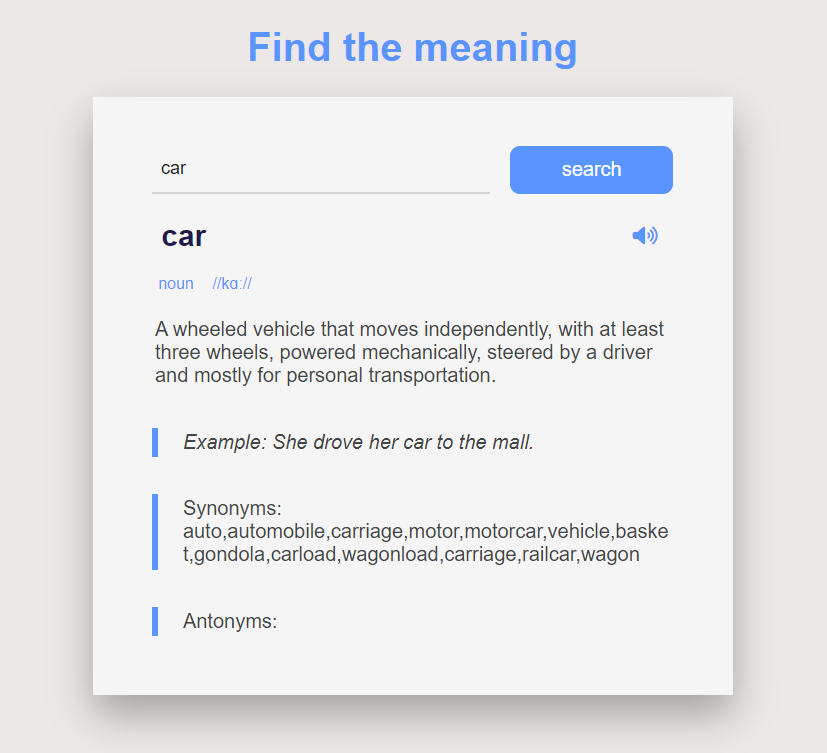 Find the meaning
car
search
car
noun //kɑː//
A wheeled vehicle that moves independently, with at least
three wheels, powered mechanically, steered by a driver
and mostly for personal transportation.
Example: She drove her car to the mall.
Synonyms:
auto,automobile,carriage,motor,motorcar,vehicle,baske
t,gondola,carload,wagonload,carriage,railcar,wagon
Antonyms: